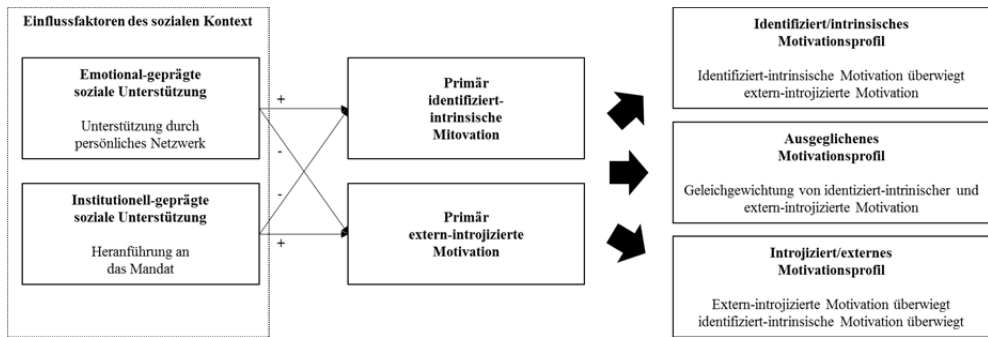 Einflussfaktoren des sozialen Kontext
Emotional-geprägte
soziale Unterstützung
Unterstützung durch
persönliches Netzwerk
Institutionell-geprägte
soziale Unterstützung
Heranführung an
das Mandat
+
-
-
+
Primär
identifiziert-
intrinsische
Mitovation
Primär
extern-introjizierte
Motivation
Identifiziert/intrinsisches
Motivationsprofil
Identifiziert-intrinsische Motivation überwiegt
extern-introjizierte Motivation
Ausgeglichenes
Motivationsprofil
Geleichgewichtung von identiziert-intrinischer und
extern-introjizierte Motivation
Introjiziert/externes
Motivationsprofil
Extern-introjizierte Motivation überwiegt
identifiziert-intrinsische Motivation überwiegt